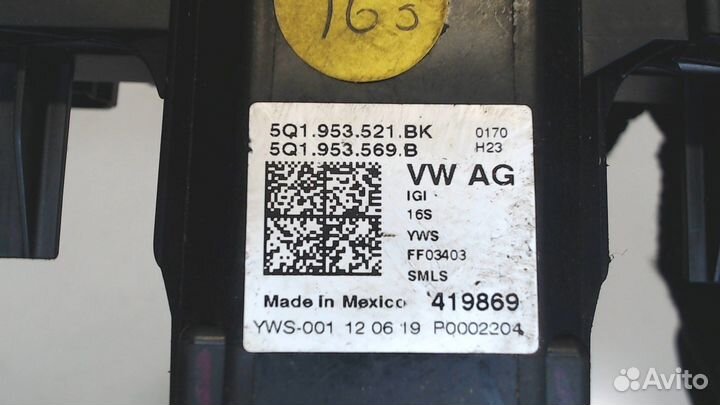 16s
5Q1.953.521.BK 0170
5Q1.953.569.B H23
VW AG
IGI
16S
YWS
FF03403
SMLS
Made in Mexico 419869
YWS-001 12 06 19 P0002204
Avito